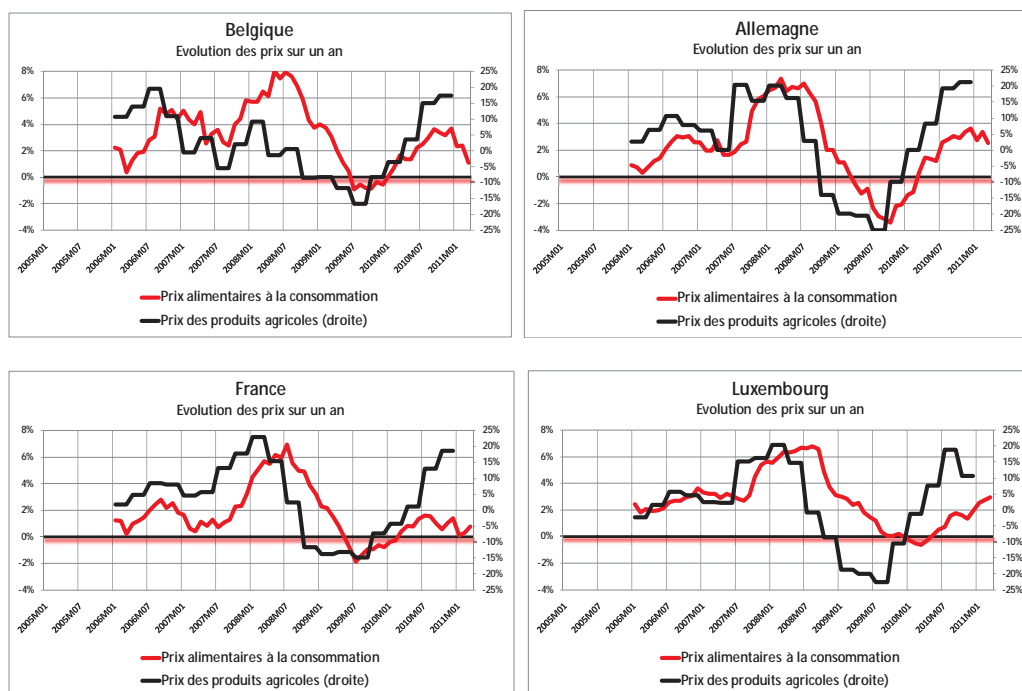 Belgique
Evolution des prix sur un an
8%
6%
4%
2%
0%
-2%
-4%
25%
20%
15%
10%
5%
0%
-5%
-10%
-15%
-20%
-25%
2005M01
2005M07
2006M01
2006M07
2007M01
2007M07
2008M01
2008M07
2009M01
2009M07
2010M01
2010M07
2011M01
Prix alimentaires à la consommation
Prix des produits agricoles (droite)
Allemagne
Evolution des prix sur un an
8%
6%
4%
2%
0%
-2%
-4%
25%
20%
15%
10%
5%
0%
-5%
-10%
-15%
-20%
-25%
2005M01
2005M07
2006M01
2006M07
2007M01
2007M07
2008M01
2008M07
2009M01
2009M07
2010M01
2010M07
2011M01
Prix alimentaires à la consommation
Prix des produits agricoles (droite)
France
Evolution des prix sur un an
8%
6%
4%
2%
0%
-2%
-4%
25%
20%
15%
10%
5%
0%
-5%
-10%
-15%
-20%
-25%
2005M01
2005M07
2006M01
2006M07
2007M01
2007M07
2008M01
2008M07
2009M01
2009M07
2010M01
2010M07
2011M01
Prix alimentaires à la consommation
Prix des produits agricoles (droite)
Luxembourg
Evolution des prix sur un an
8%
6%
4%
2%
0%
-2%
-4%
25%
20%
15%
10%
5%
0%
-5%
-10%
-15%
-20%
-25%
2005M01
2005M07
2006M01
2006M07
2007M01
2007M07
2008M01
2008M07
2009M01
2009M07
2010M01
2010M07
2011M01
Prix alimentaires à la consommation
Prix des produits agricoles (droite)